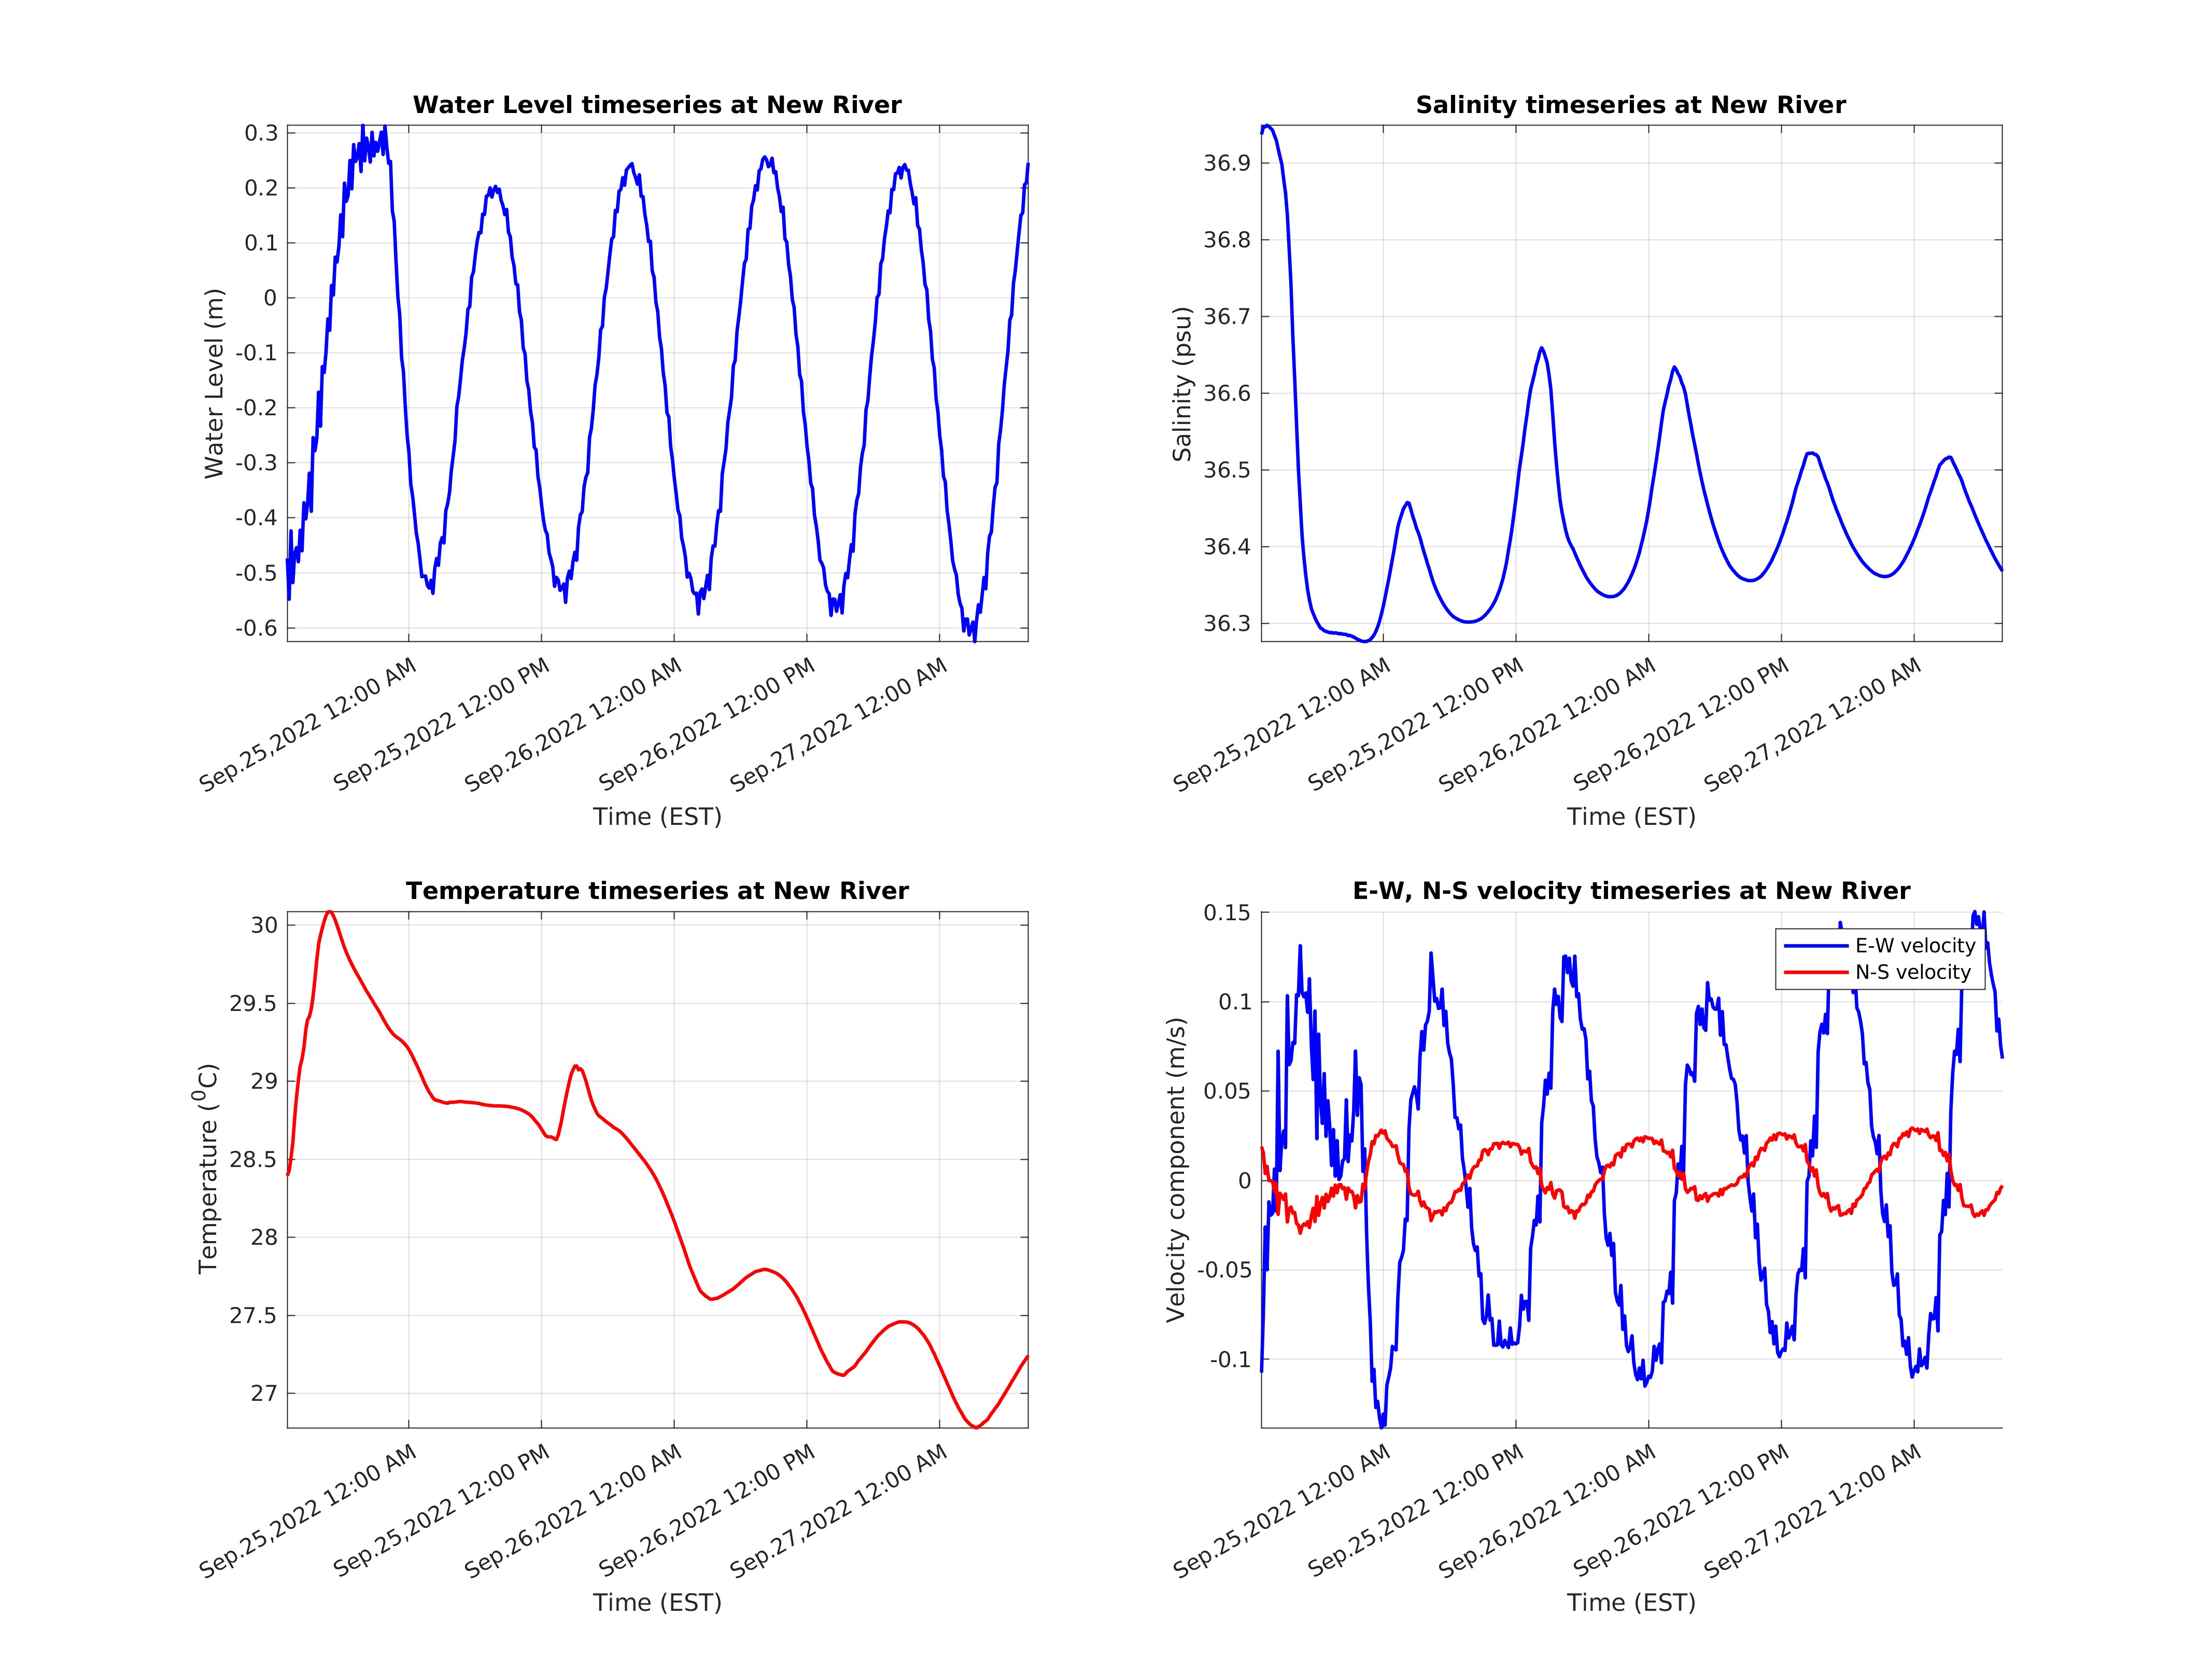 Water Level timeseries at New River
0.3
0.2
0.1
0
-0.1
-0.2
-0.3
-0.4
-0.5
-0.6
Water Level (m)
Sep.25,2022 12:00 AM
Sep.25,2022 12:00 PM
Sep.26,2022 12:00 AM
Sep.26,2022 12:00 PM
Sep.27,2022 12:00 AM
Time (EST)
Salinity timeseries at New River
36.9
36.8
36.7
36.6
36.5
36.4
36.3
Salinity (psu)
Sep.25,2022 12:00 AM
Sep.25,2022 12:00 PM
Sep.26,2022 12:00 AM
Sep.26,2022 12:00 PM
Sep.27,2022 12:00 AM
Time (EST)
Temperature timeseries at New River
30
29.5
29
28.5
28
27.5
27
Temperature (⁰C)
Sep.25,2022 12:00 AM
Sep.25,2022 12:00 PM
Sep.26,2022 12:00 AM
Sep.26,2022 12:00 PM
Sep.27,2022 12:00 AM
Time (EST)
E-W, N-S velocity timeseries at New River
0.15
0.1
0.05
0
-0.05
-0.1
Velocity component (m/s)
E-W velocity
N-S velocity
Sep.25,2022 12:00 AM
Sep.25,2022 12:00 PM
Sep.26,2022 12:00 AM
Sep.26,2022 12:00 PM
Sep.27,2022 12:00 AM
Time (EST)